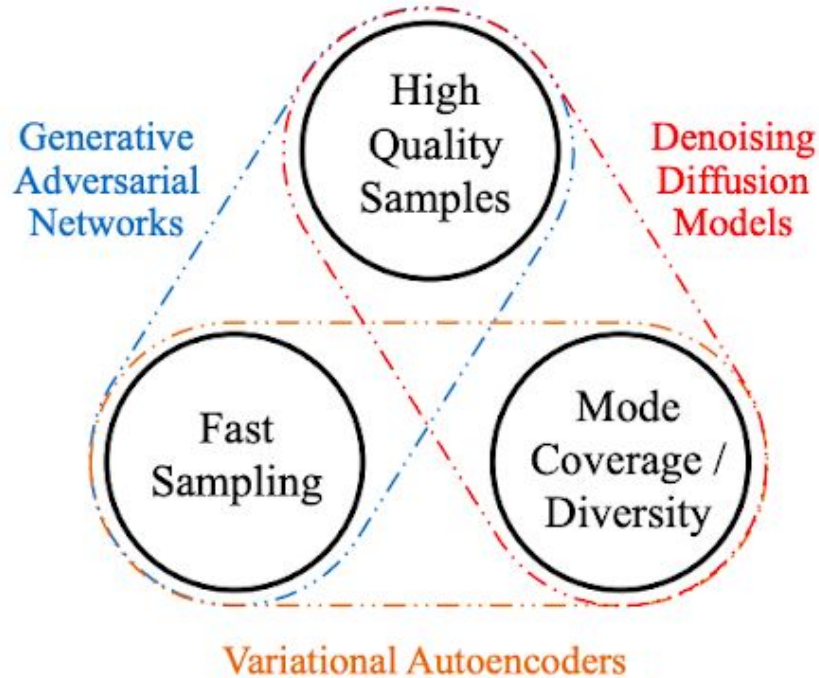 High
Quality
Samples
Generative
Adversarial
Networks
Denoising
Diffusion
Models
Fast
Sampling
Mode
Coverage /
Diversity
Variational Autoencoders